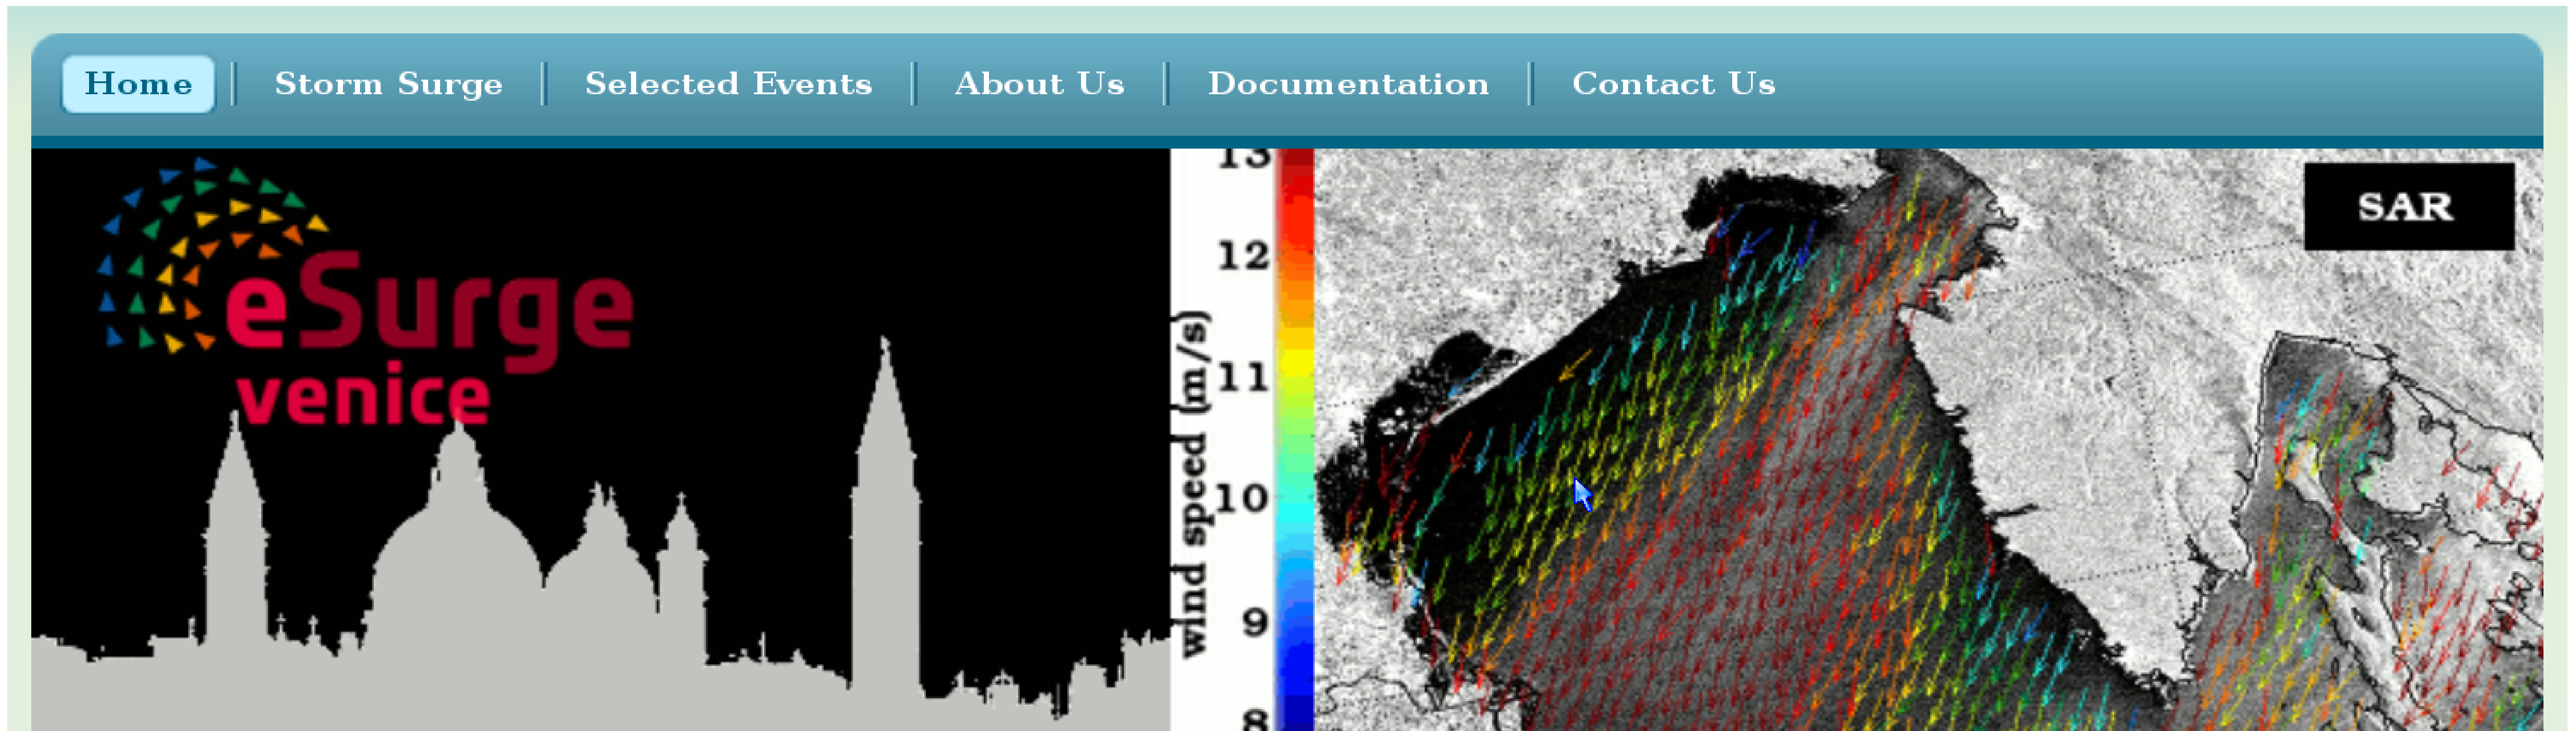 Home
Storm Surge
Selected Events
About Us
Documentation
Contact Us
eSurge
venice
wind speed (m/s)
13
12
11
10
9
8
SAR